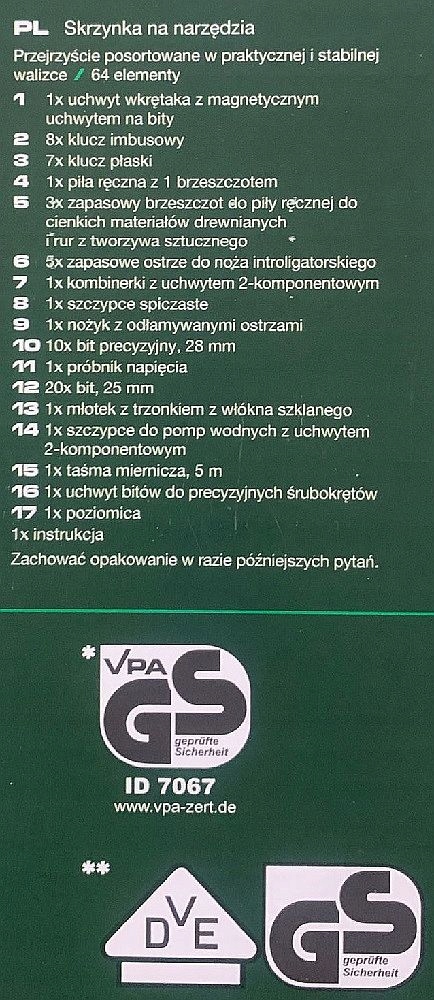 PL Skrzynka na narzędzia
Przejrzyście posortowane w praktycznej i stabilnej
walizce / 64 elementy
1 1x uchwyt wkrętaka z magnetycznym
uchwytem na bity
2 8x klucz imbusowy
3 7x klucz płaski
4 1x piła ręczna z 1 brzeszczotem
5 3x zapasowy brzeszczot do piły ręcznej do
cienkich materiałów drewnianych
i rur z tworzywa sztucznego
6 5x zapasowe ostrze do noża introligatorskiego
7 1x kombinerki z uchwytem 2-komponentowym
8 1x szczypce spiczaste
9 1x nożyk z odłamywanymi ostrzami
10 10x bit precyzyjny, 28 mm
11 1x próbnik napięcia
12 20x bit, 25 mm
13 1x młotek z trzonkiem z włókna szklanego
14 1x szczypce do pomp wodnych z uchwytem
2-komponentowym
15 1x taśma miernicza, 5 m
16 1x uchwyt bitów do precyzyjnych śrubokrętów
17 1x poziomica
1x instrukcja
Zachować opakowanie w razie późniejszych pytań.
* VPA
GS
geprüfte
Sicherheit
ID 7067
www.vpa-zert.de
** DVE
GS
geprüfte
Sicherheit